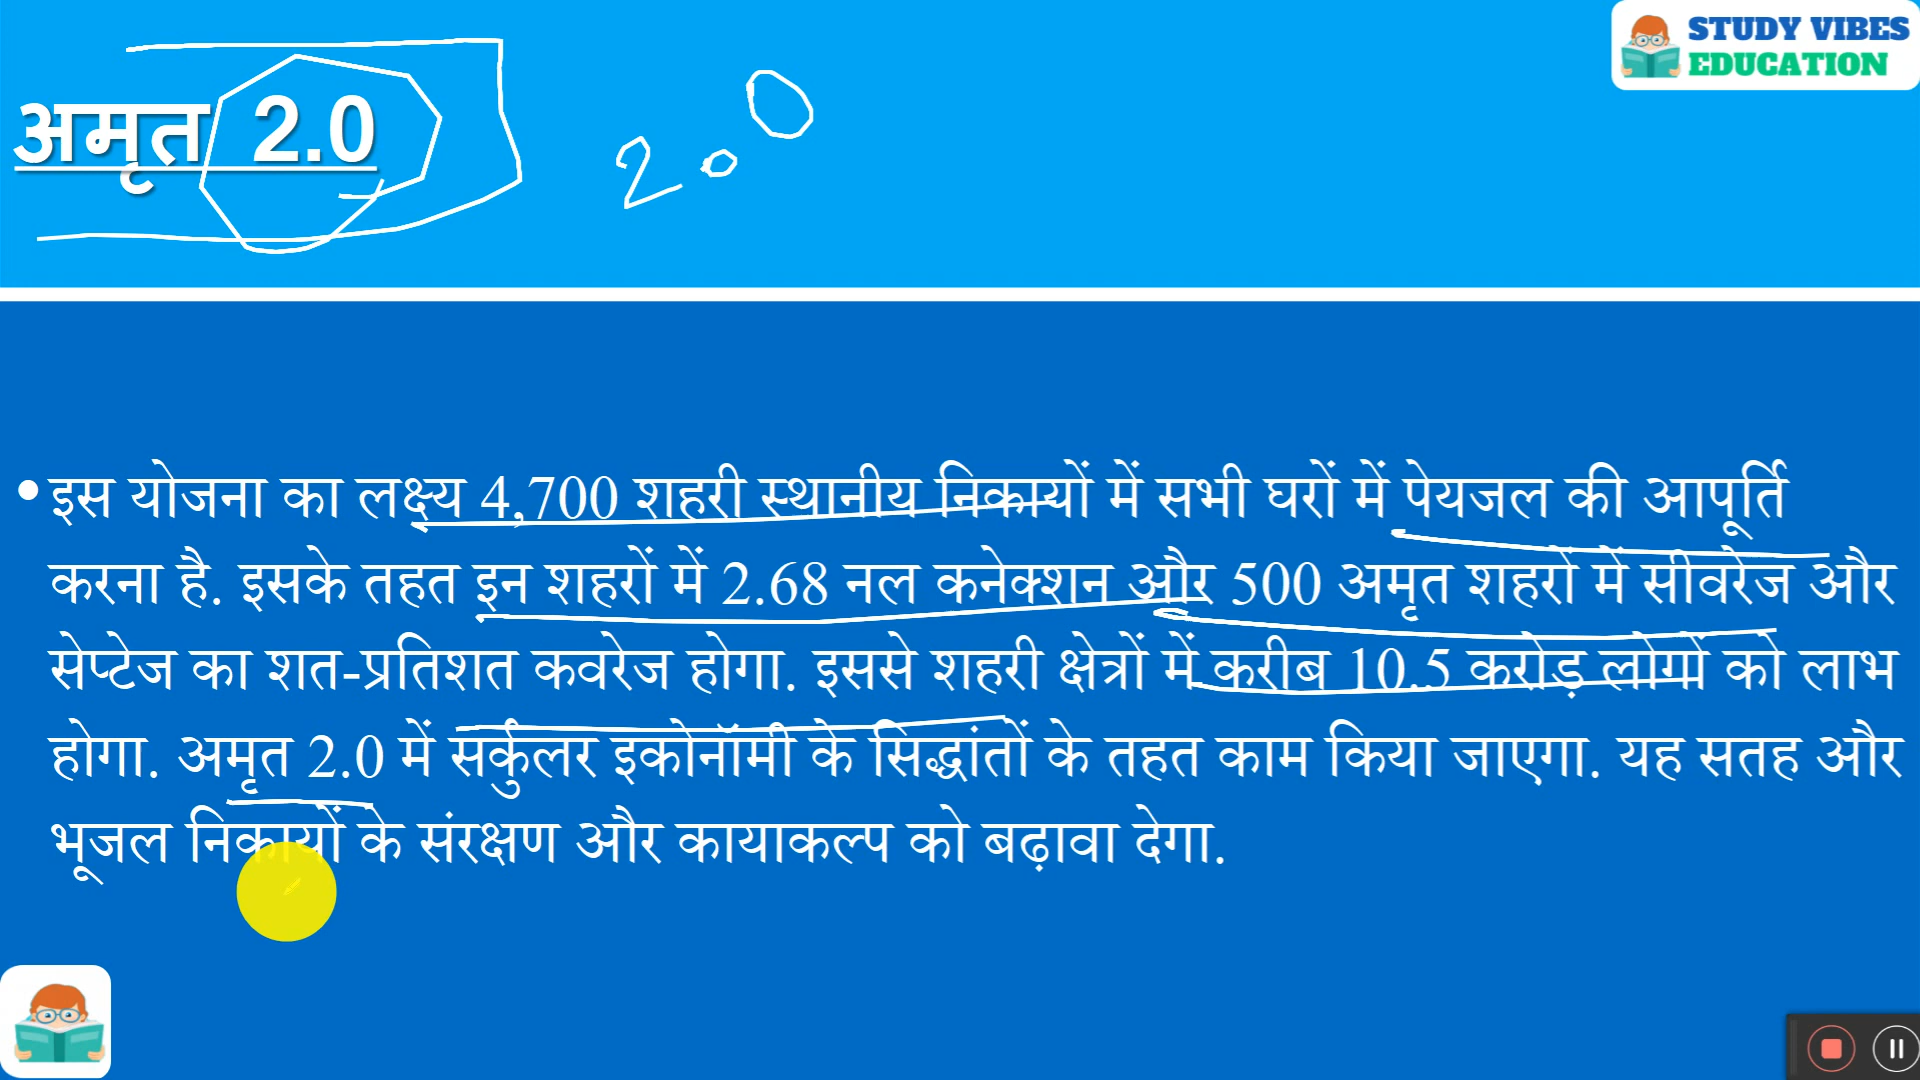 STUDY VIBES
EDUCATION
अमृत 2.0
2.0
• इस योजना का लक्ष्य 4,700 शहरी स्थानीय निकायों में सभी घरों में पेयजल की आपूर्ति
करना है. इसके तहत इन शहरों में 2.68 नल कनेक्शन और 500 अमृत शहरों में सीवरेज और
सेप्टेज का शत-प्रतिशत कवरेज होगा. इससे शहरी क्षेत्रों में करीब 10.5 करोड़ लोगों को लाभ
होगा. अमृत 2.0 में सर्कुलर इकोनॉमी के सिद्धांतों के तहत काम किया जाएगा. यह सतह और
भूजल निकायों के संरक्षण और कायाकल्प को बढ़ावा देगा.